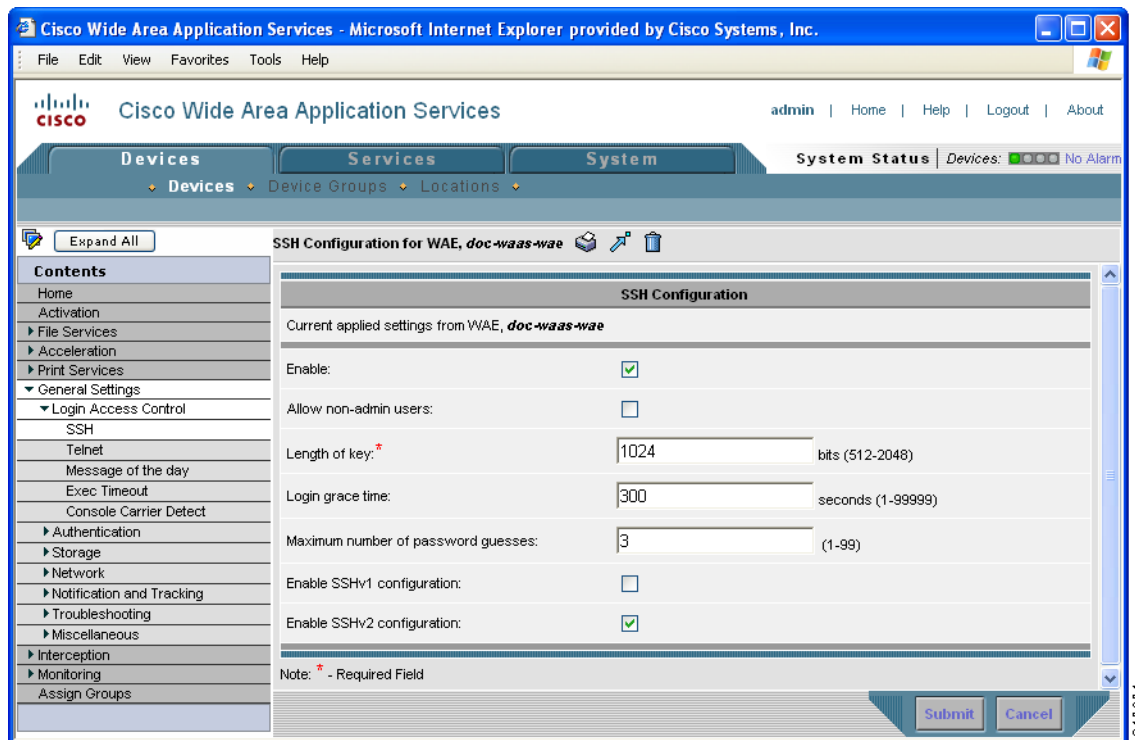 Cisco Wide Area Application Services - Microsoft Internet Explorer provided by Cisco Systems, Inc.
File Edit View Favorites Tools Help
CISCO
Cisco Wide Area Application Services
admin | Home | Help | Logout | About
Devices Services System
System Status | Devices: No Alarm
Devices Device Groups Locations
Expand All
SSH Configuration for WAE, doc-waas-wae
Contents
Home
Activation
File Services
Acceleration
Print Services
General Settings
Login Access Control
SSH
Telnet
Message of the day
Exec Timeout
Console Carrier Detect
Authentication
Storage
Network
Notification and Tracking
Troubleshooting
Miscellaneous
Interception
Monitoring
Assign Groups
SSH Configuration
Current applied settings from WAE, doc-waas-wae
Enable:
Allow non-admin users:
Length of key:* 1024 bits (512-2048)
Login grace time: 300 seconds (1-99999)
Maximum number of password guesses: 3 (1-99)
Enable SSHv1 configuration:
Enable SSHv2 configuration:
Note: * - Required Field
Submit Cancel